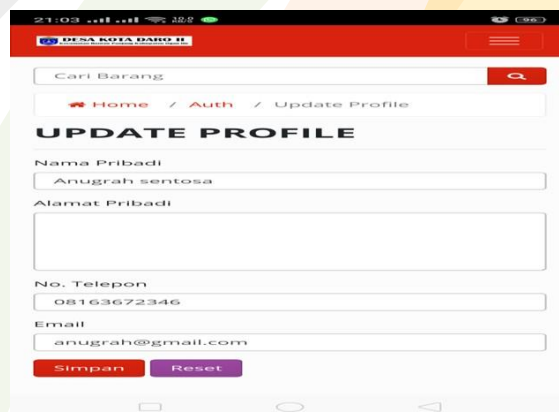 21:03
96
DESA KOTA DARO II
Cari Barang
Home / Auth / Update Profile
UPDATE PROFILE
Nama Pribadi
Anugrah sentosa
Alamat Pribadi
No. Telepon
08163672346
Email
anugrah@gmail.com
Simpan Reset